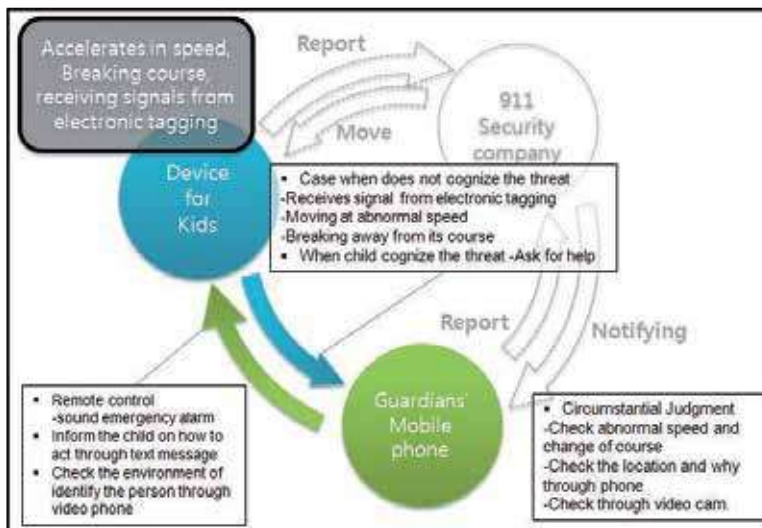 Accelerates in speed,
Breaking course,
receiving signals from
electronic tagging
Report
911
Security
company
Move
Device
for
Kids
▪ Case when does not cognize the threat
-Receives signal from electronic tagging
-Moving at abnormal speed
-Breaking away from its course
▪ When child cognize the threat -Ask for help
Report
Notifying
▪ Remote control
-sound emergency alarm
▪ Inform the child on how to
act through text message
▪ Check the environment of
identify the person through
video phone
Guardians'
Mobile
phone
▪ Circumstantial Judgment
-Check abnormal speed and
change of course
-Check the location and why
through phone
-Check through video cam.